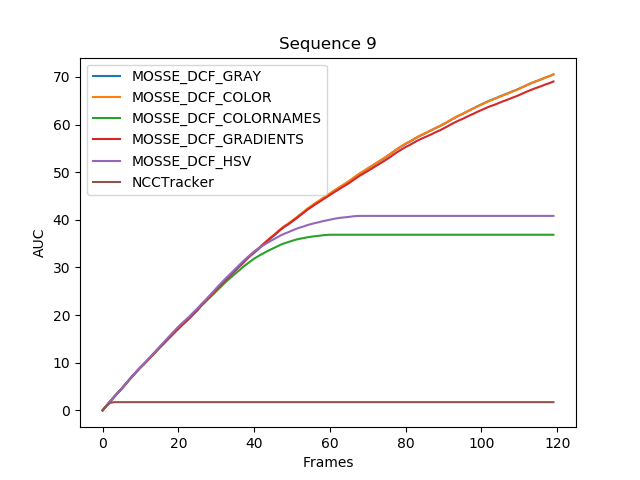 Sequence 9
MOSSE_DCF_GRAY
MOSSE_DCF_COLOR
MOSSE_DCF_COLORNAMES
MOSSE_DCF_GRADIENTS
MOSSE_DCF_HSV
NCCTracker
70
60
50
40
30
20
10
0
AUC
0 20 40 60 80 100 120
Frames